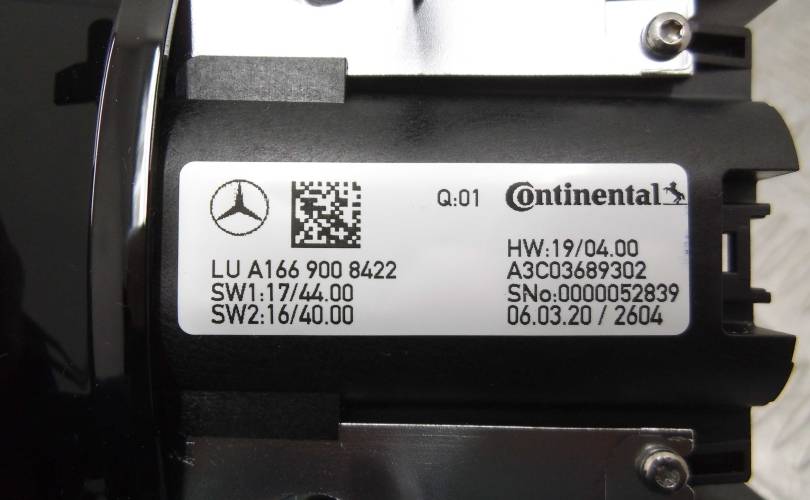 Q:01 Continental
LU A166 900 8422
SW1:17/44.00
SW2:16/40.00
HW:19/04.00
A3C03689302
SNo:0000052839
06.03.20 / 2604